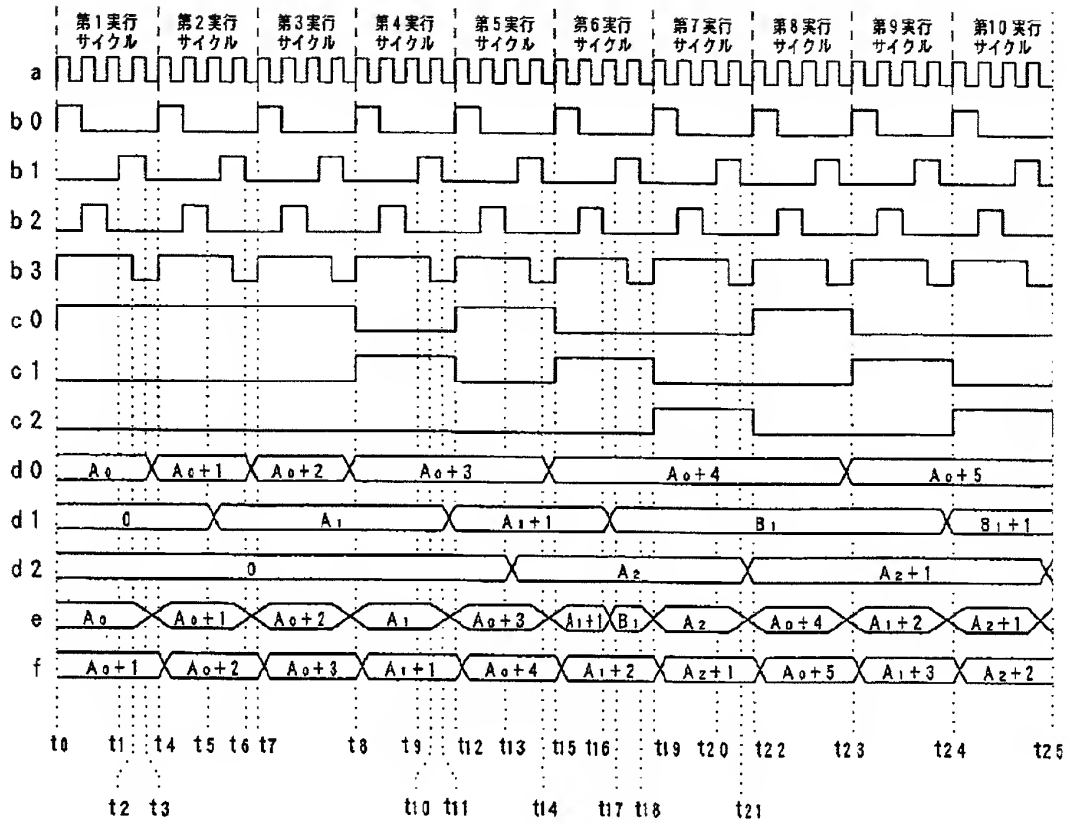 第1実行 第2実行 第3実行 第4実行 第5実行 第6実行 第7実行 第8実行 第9実行 第10実行
サイクル サイクル サイクル サイクル サイクル サイクル サイクル サイクル サイクル サイクル
a
b0
b1
b2
b3
c0
c1
c2
d0 A₀ A₀+1 A₀+2 A₀+3 A₀+4 A₀+5
d1 0 A₁ A₁+1 B₁ B₁+1
d2 0 A₂ A₂+1
e A₀ A₀+1 A₀+2 A₁ A₀+3 A₁+1 B₁ A₂ A₀+4 A₁+2 A₂+1
f A₀+1 A₀+2 A₀+3 A₁+1 A₀+4 A₁+2 A₂+1 A₀+5 A₁+3 A₂+2
t0 t1 t4 t5 t6 t7 t8 t9 t12 t13 t15 t16 t19 t20 t22 t23 t24 t25
t2 t3 t10 t11 t14 t17 t18 t21